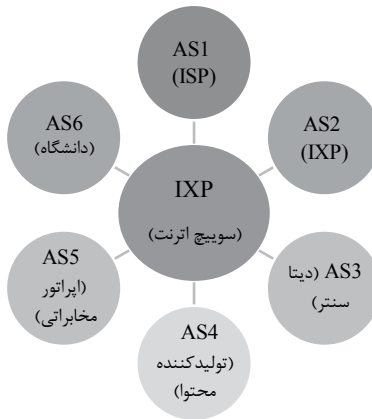 AS1
(ISP)
AS2
(IXP)
AS3 (دیتا
سنتر)
AS4
(تولیدکننده
محتوا)
AS5
(اپراتور
مخابراتی)
AS6
(دانشگاه)
IXP
(سوییچ اترنت)